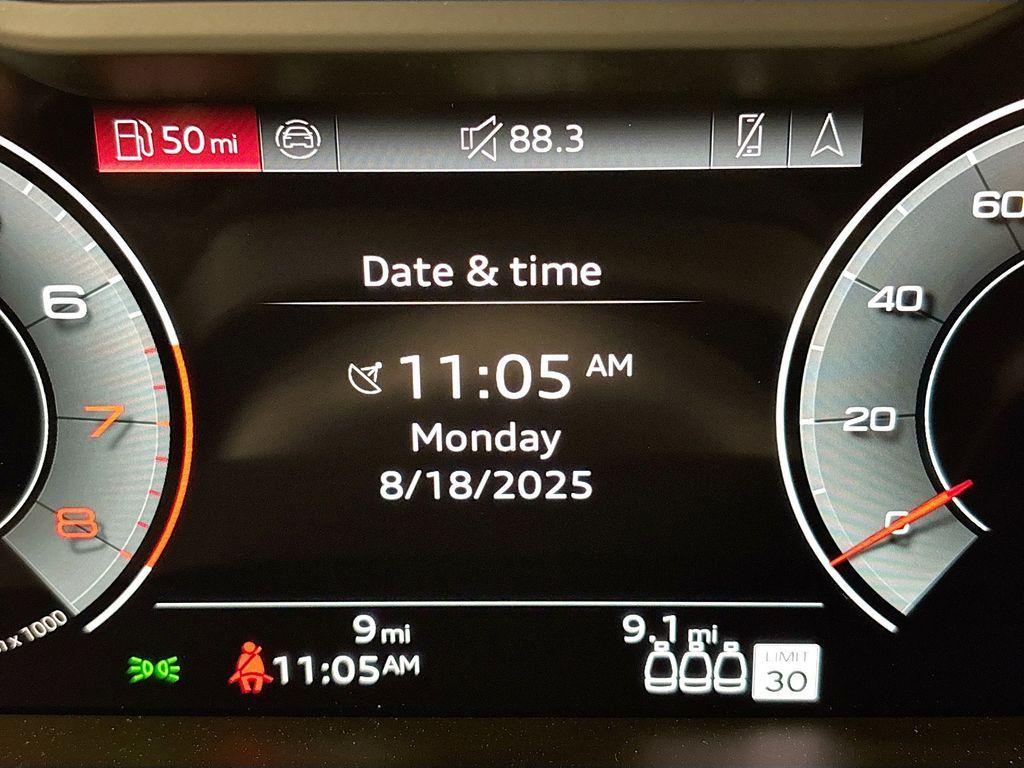 50 mi
88.3
Date & time
11:05 AM
Monday
8/18/2025
6
7
8
x 1000
60
40
20
0
9 mi
9.1 mi
11:05 AM
LIMIT
30